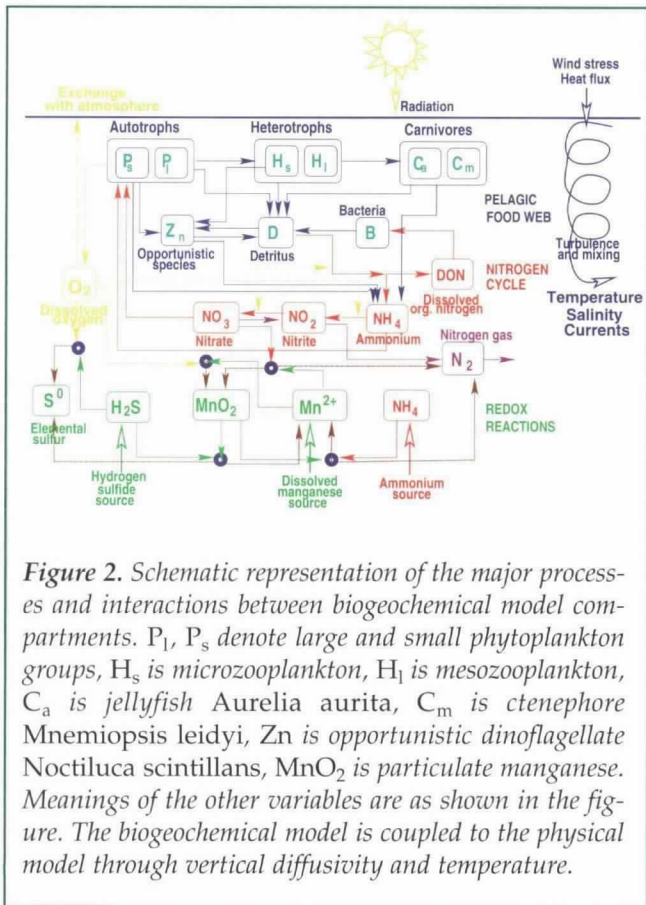 Exchange
with atmosphere
Wind stress
Heat flux
Radiation
Autotrophs
Heterotrophs
Carnivores
Ps Pl
Hs Hl
Ca Cm
PELAGIC
FOOD WEB
Zn
D
Bacteria
B
Opportunistic
species
Detritus
Turbulence
and mixing
O2
Dissolved
oxygen
DON
Dissolved
org. nitrogen
NITROGEN
CYCLE
Temperature
Salinity
Currents
NO3
Nitrate
NO2
Nitrite
NH4
Ammonium
Nitrogen gas
N2
S0
Elemental
sulfur
H2S
MnO2
Mn2+
NH4
REDOX
REACTIONS
Hydrogen
sulfide
source
Dissolved
manganese
source
Ammonium
source
Figure 2. Schematic representation of the major process-
es and interactions between biogeochemical model com-
partments. Pl, Ps denote large and small phytoplankton
groups, Hs is microzooplankton, Hl is mesozooplankton,
Ca is jellyfish Aurelia aurita, Cm is ctenephore
Mnemiopsis leidyi, Zn is opportunistic dinoflagellate
Noctiluca scintillans, MnO2 is particulate manganese.
Meanings of the other variables are as shown in the fig-
ure. The biogeochemical model is coupled to the physical
model through vertical diffusivity and temperature.